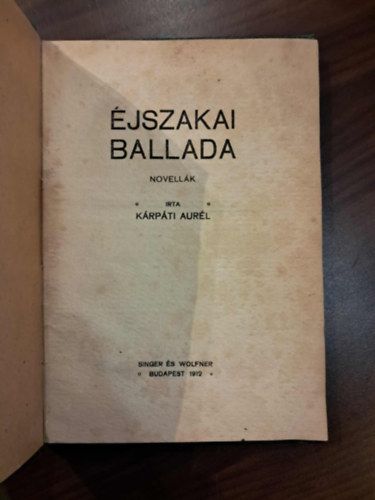 ÉJSZAKAI
BALLADA
NOVELLÁK
IRTA
KÁRPÁTI AURÉL
SINGER ÉS WOLFNER
BUDAPEST 1912